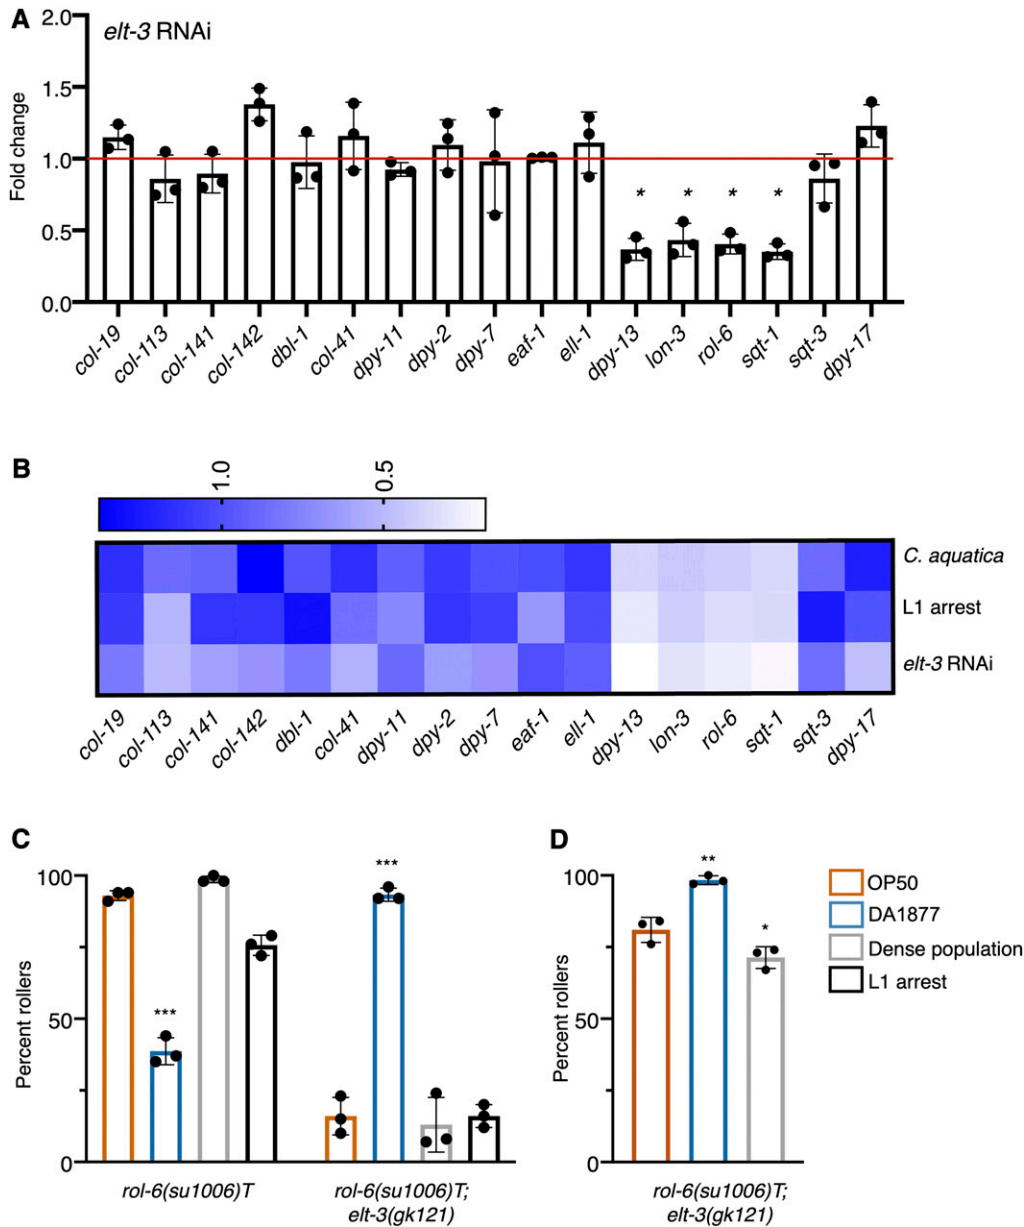 A
elt-3 RNAi
Fold change
2.0
1.5
1.0
0.5
0.0
* * * *
col-19 col-113 col-141 col-142 dbl-1 col-41 dpy-11 dpy-2 dpy-7 eaf-1 ell-1 dpy-13 lon-3 rol-6 sqt-1 sqt-3 dpy-17
B
1.0 0.5
C. aquatica
L1 arrest
elt-3 RNAi
col-19 col-113 col-141 col-142 dbl-1 col-41 dpy-11 dpy-2 dpy-7 eaf-1 ell-1 dpy-13 lon-3 rol-6 sqt-1 sqt-3 dpy-17
C
Percent rollers
100
50
0
***
***
rol-6(su1006)T
rol-6(su1006)T;
elt-3(gk121)
D
Percent rollers
100
50
0
**
*
rol-6(su1006)T;
elt-3(gk121)
OP50
DA1877
Dense population
L1 arrest